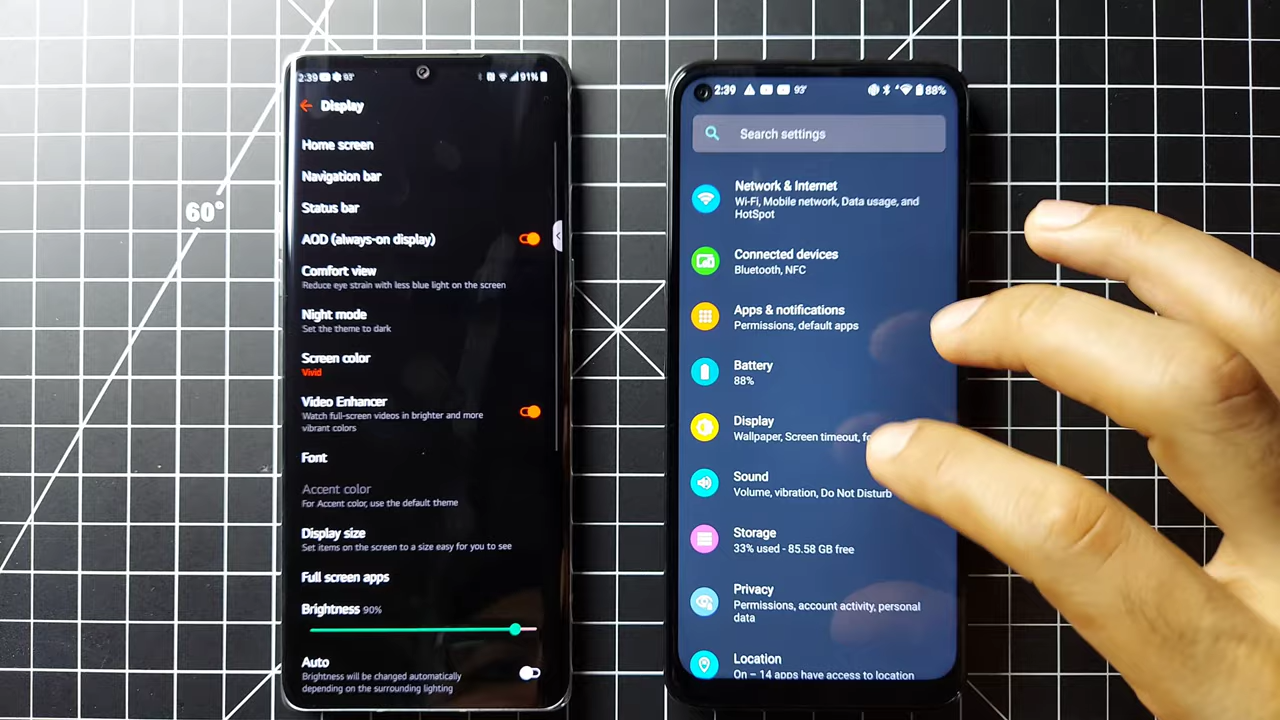 60°
2:39
93°
91%
Display
Home screen
Navigation bar
Status bar
AOD (always-on display)
Comfort view
Reduce eye strain with less blue light on the screen
Night mode
Set the theme to dark
Screen color
Vivid
Video Enhancer
Watch full-screen videos in brighter and more
vibrant colors
Font
Accent color
For Accent color, use the default theme
Display size
Set items on the screen to a size easy for you to see
Full screen apps
Brightness 90%
Auto
Brightness will be changed automatically
depending on the surrounding lighting
2:39
93°
88%
Search settings
Network & Internet
Wi-Fi, Mobile network, Data usage, and
HotSpot
Connected devices
Bluetooth, NFC
Apps & notifications
Permissions, default apps
Battery
88%
Display
Wallpaper, Screen timeout, fo
Sound
Volume, vibration, Do Not Disturb
Storage
33% used - 85.58 GB free
Privacy
Permissions, account activity, personal
data
Location
On – 14 apps have access to location